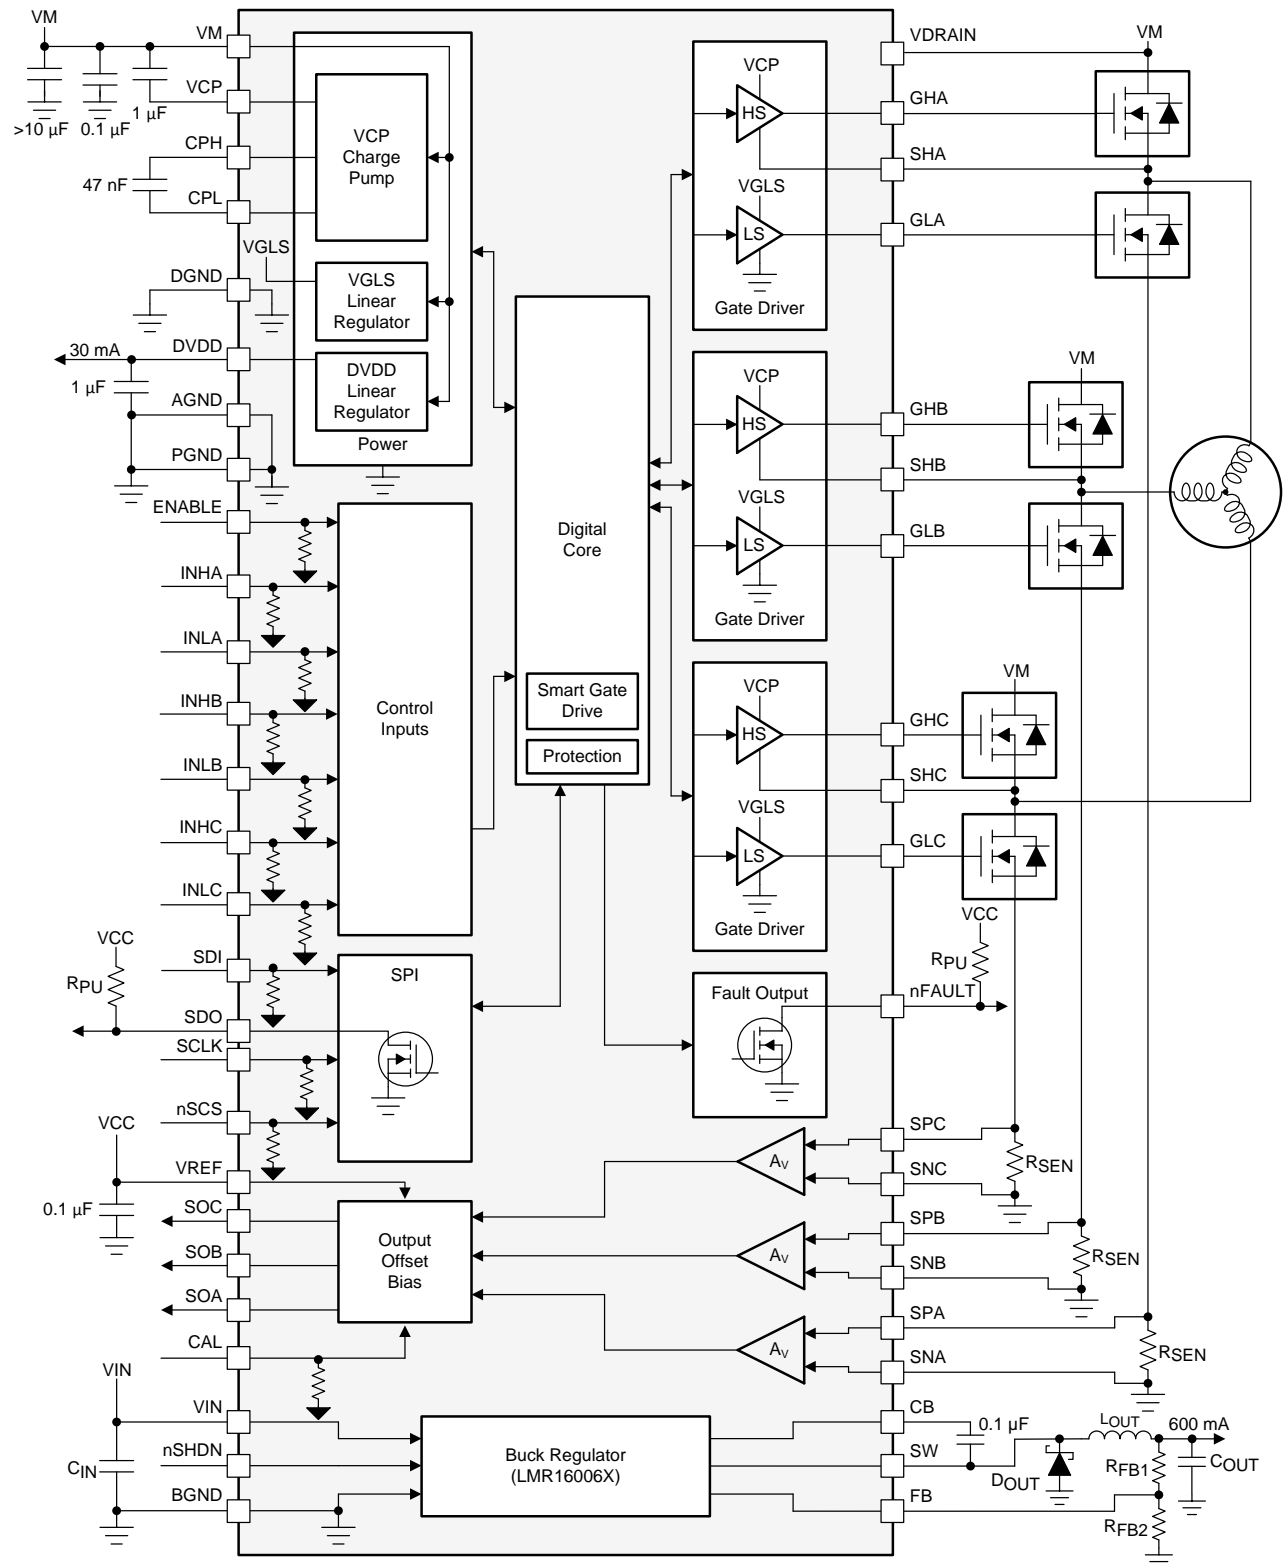 VM
VM
VCP
>10 µF
0.1 µF
1 µF
CPH
47 nF
CPL
VGLS
DGND
30 mA
DVDD
1 µF
AGND
PGND
ENABLE
INHA
INLA
INHB
INLB
INHC
INLC
VCC
SDI
RPU
SDO
SCLK
nSCS
VCC
VREF
0.1 µF
SOC
SOB
SOA
CAL
VIN
VIN
nSHDN
CIN
BGND
VCP
Charge
Pump
VGLS
Linear
Regulator
DVDD
Linear
Regulator
Power
Control
Inputs
SPI
Output
Offset
Bias
Buck Regulator
(LMR16006X)
Digital
Core
Smart Gate
Drive
Protection
VCP
HS
VGLS
LS
Gate Driver
VCP
HS
VGLS
LS
Gate Driver
VCP
HS
VGLS
LS
Gate Driver
Fault Output
AV
AV
AV
VDRAIN
VM
GHA
SHA
GLA
VM
GHB
SHB
GLB
VM
GHC
SHC
GLC
VCC
RPU
nFAULT
SPC
SNC
RSEN
SPB
SNB
RSEN
SPA
SNA
RSEN
CB
0.1 µF
SW
FB
LOUT
600 mA
DOUT
RFB1
COUT
RFB2